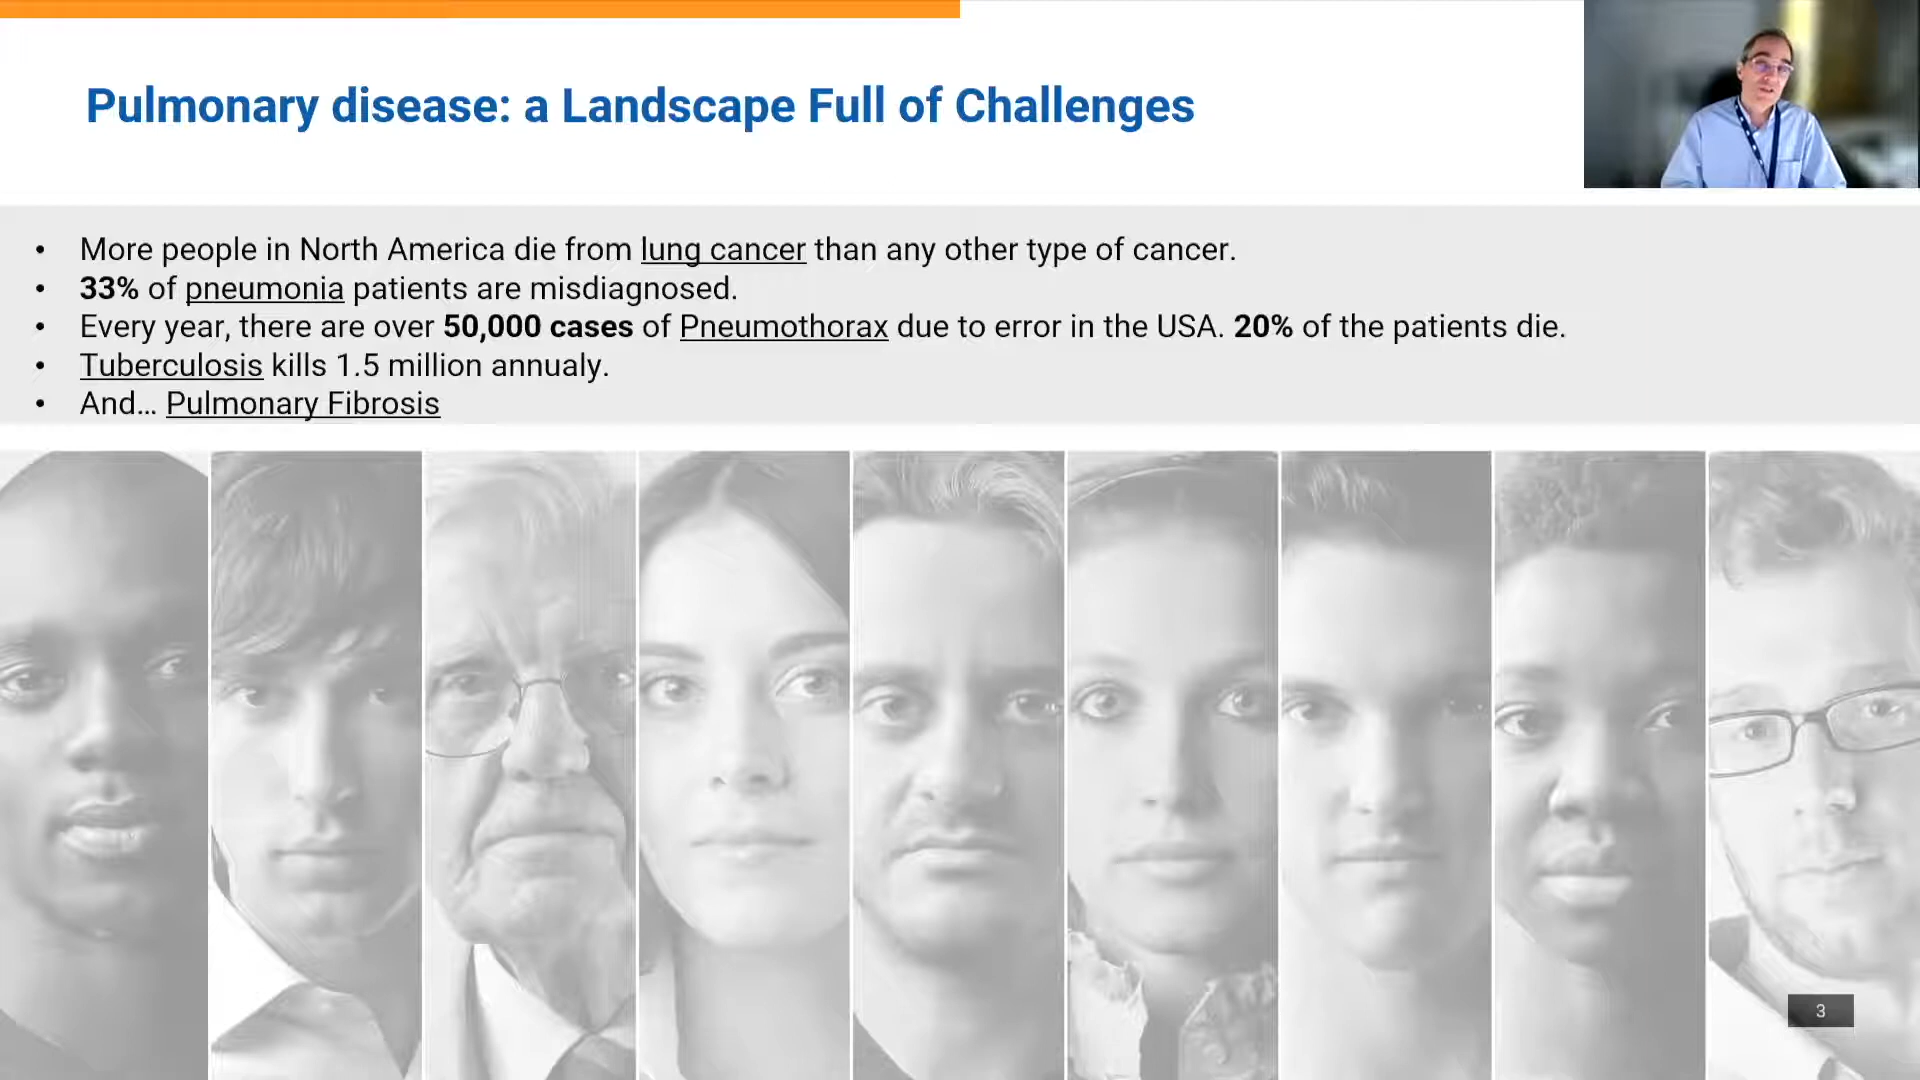 Pulmonary disease: a Landscape Full of Challenges
• More people in North America die from lung cancer than any other type of cancer.
• 33% of pneumonia patients are misdiagnosed.
• Every year, there are over 50,000 cases of Pneumothorax due to error in the USA. 20% of the patients die.
• Tuberculosis kills 1.5 million annualy.
• And... Pulmonary Fibrosis
3